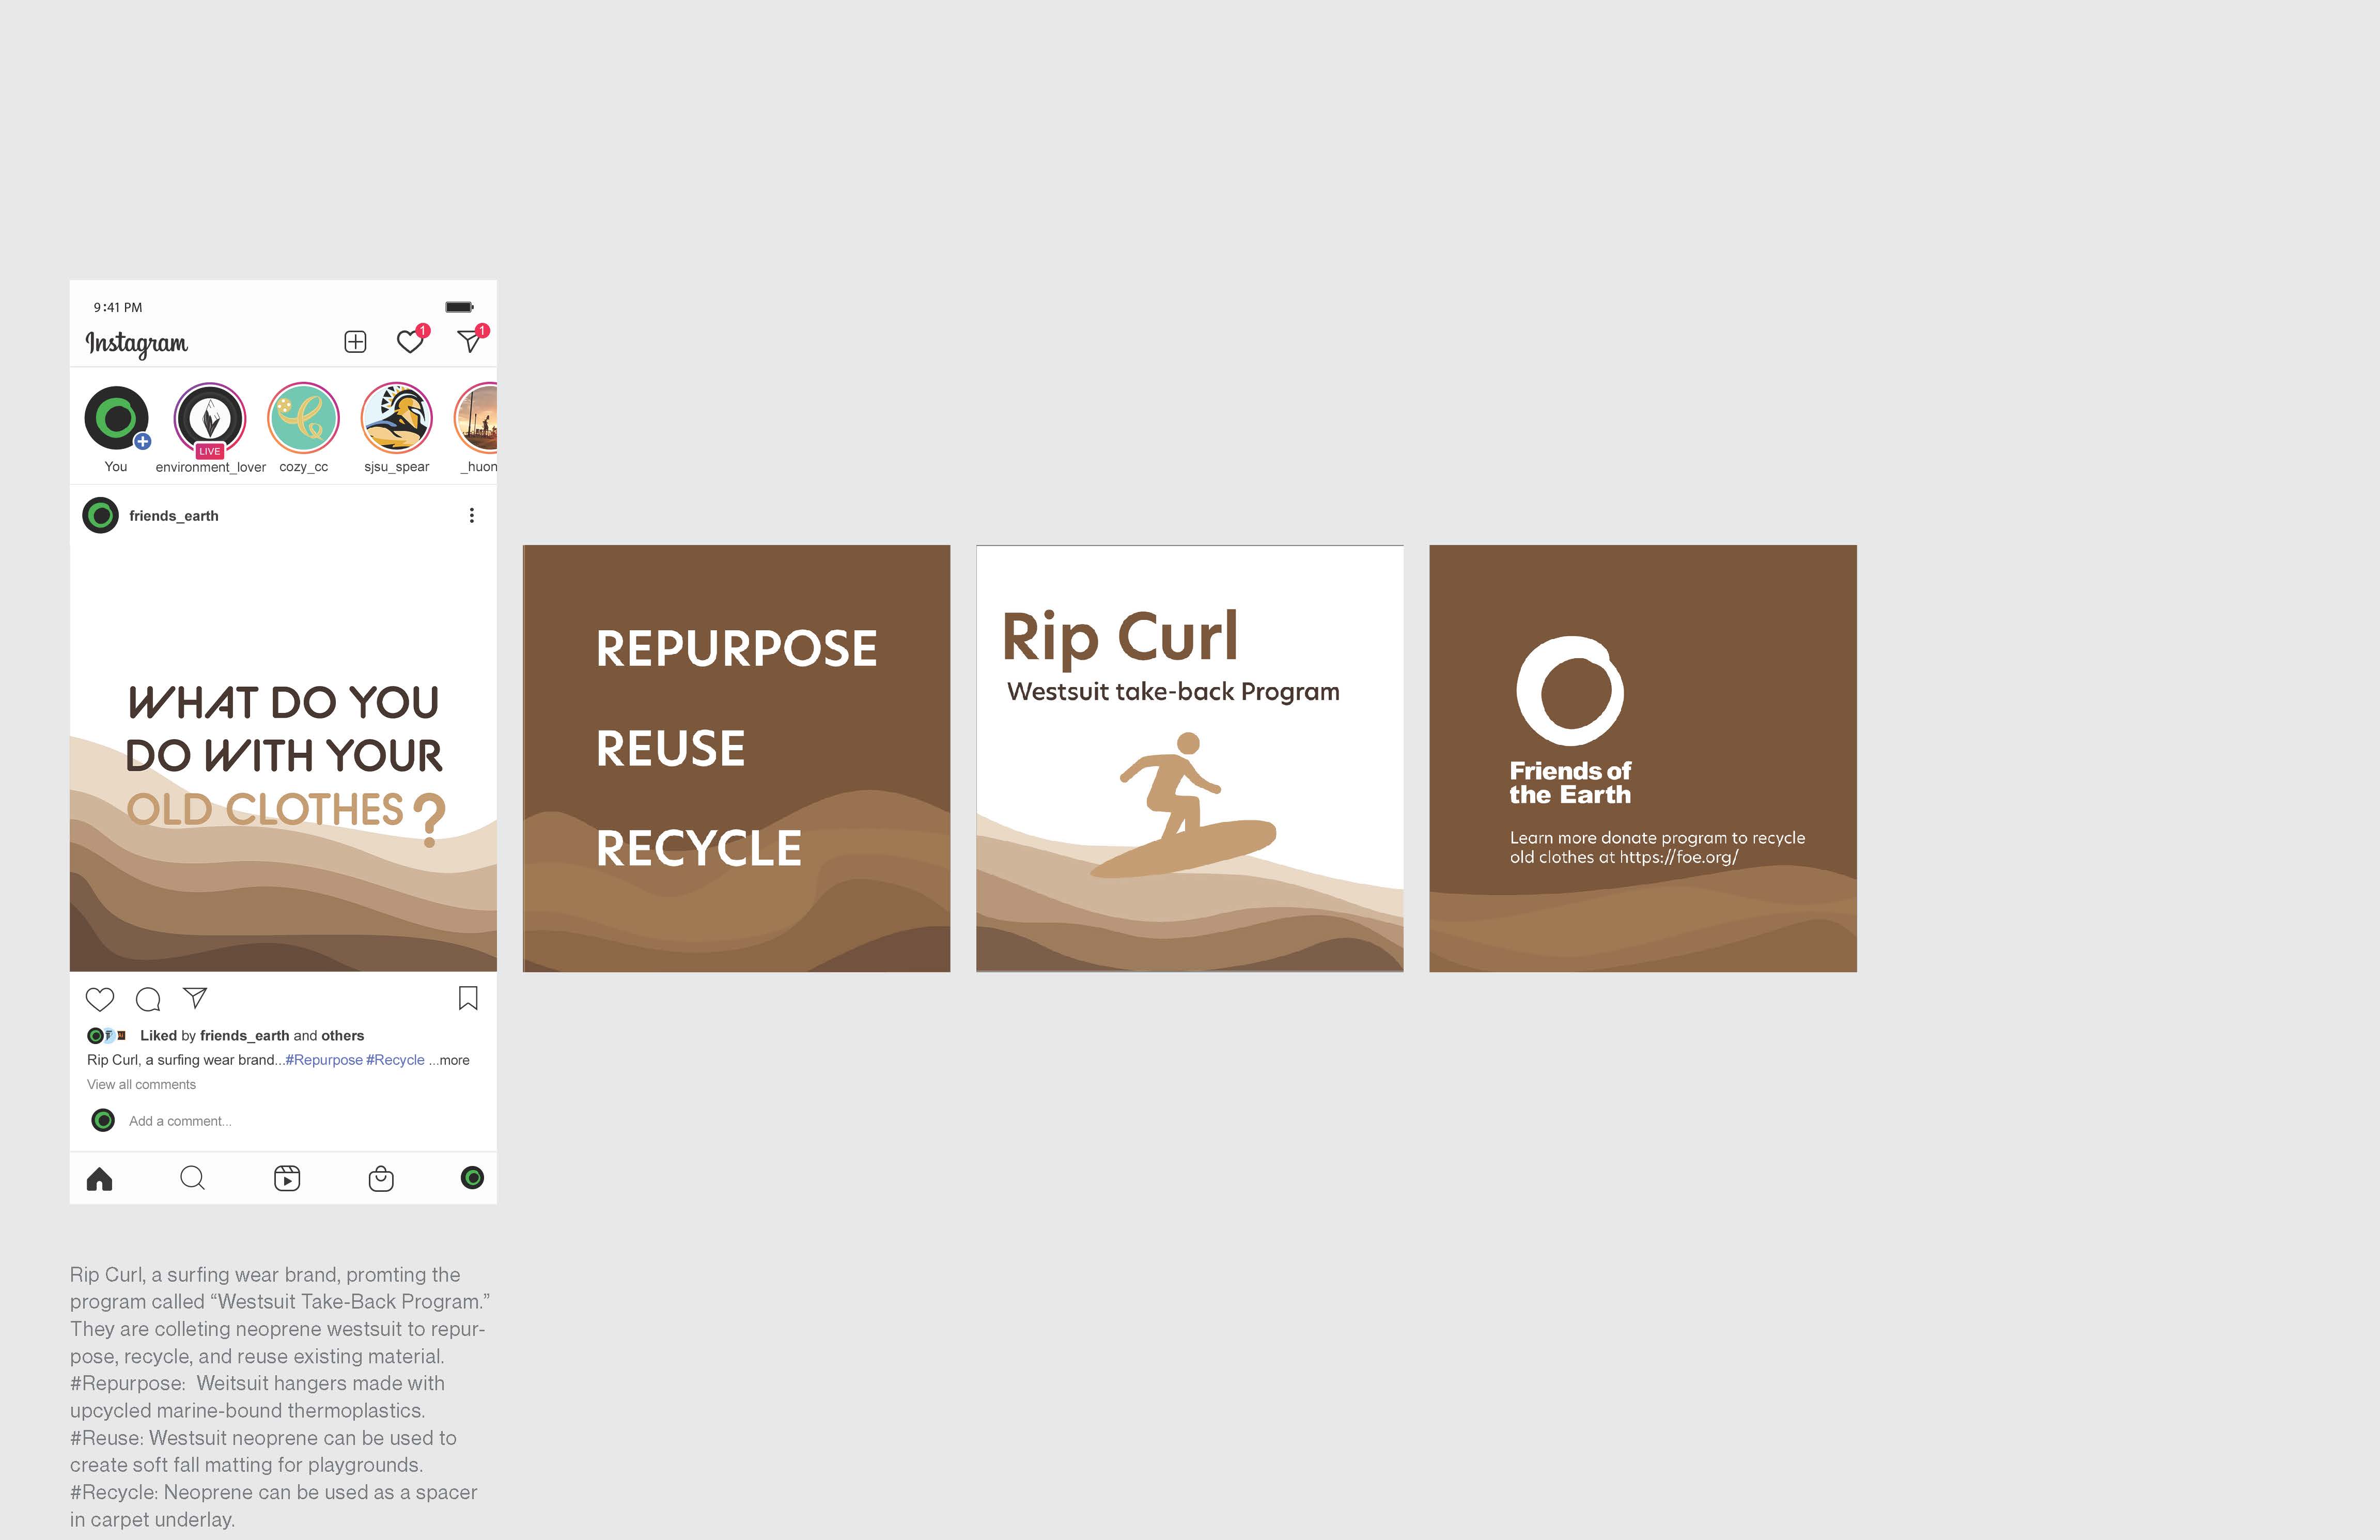 9:41 PM
Instagram
1
1
LIVE
You
environment_lover
cozy_cc
sjsu_spear
_huon
friends_earth
WHAT DO YOU
DO WITH YOUR
OLD CLOTHES?
Liked by friends_earth and others
Rip Curl, a surfing wear brand...#Repurpose #Recycle ...more
View all comments
Add a comment...
REPURPOSE
REUSE
RECYCLE
Rip Curl
Westsuit take-back Program
Friends of
the Earth
Learn more donate program to recycle
old clothes at https://foe.org/
Rip Curl, a surfing wear brand, promting the
program called “Westsuit Take-Back Program.”
They are colleting neoprene westsuit to repur-
pose, recycle, and reuse existing material.
#Repurpose:  Weitsuit hangers made with
upcycled marine-bound thermoplastics.
#Reuse: Westsuit neoprene can be used to
create soft fall matting for playgrounds.
#Recycle: Neoprene can be used as a spacer
in carpet underlay.